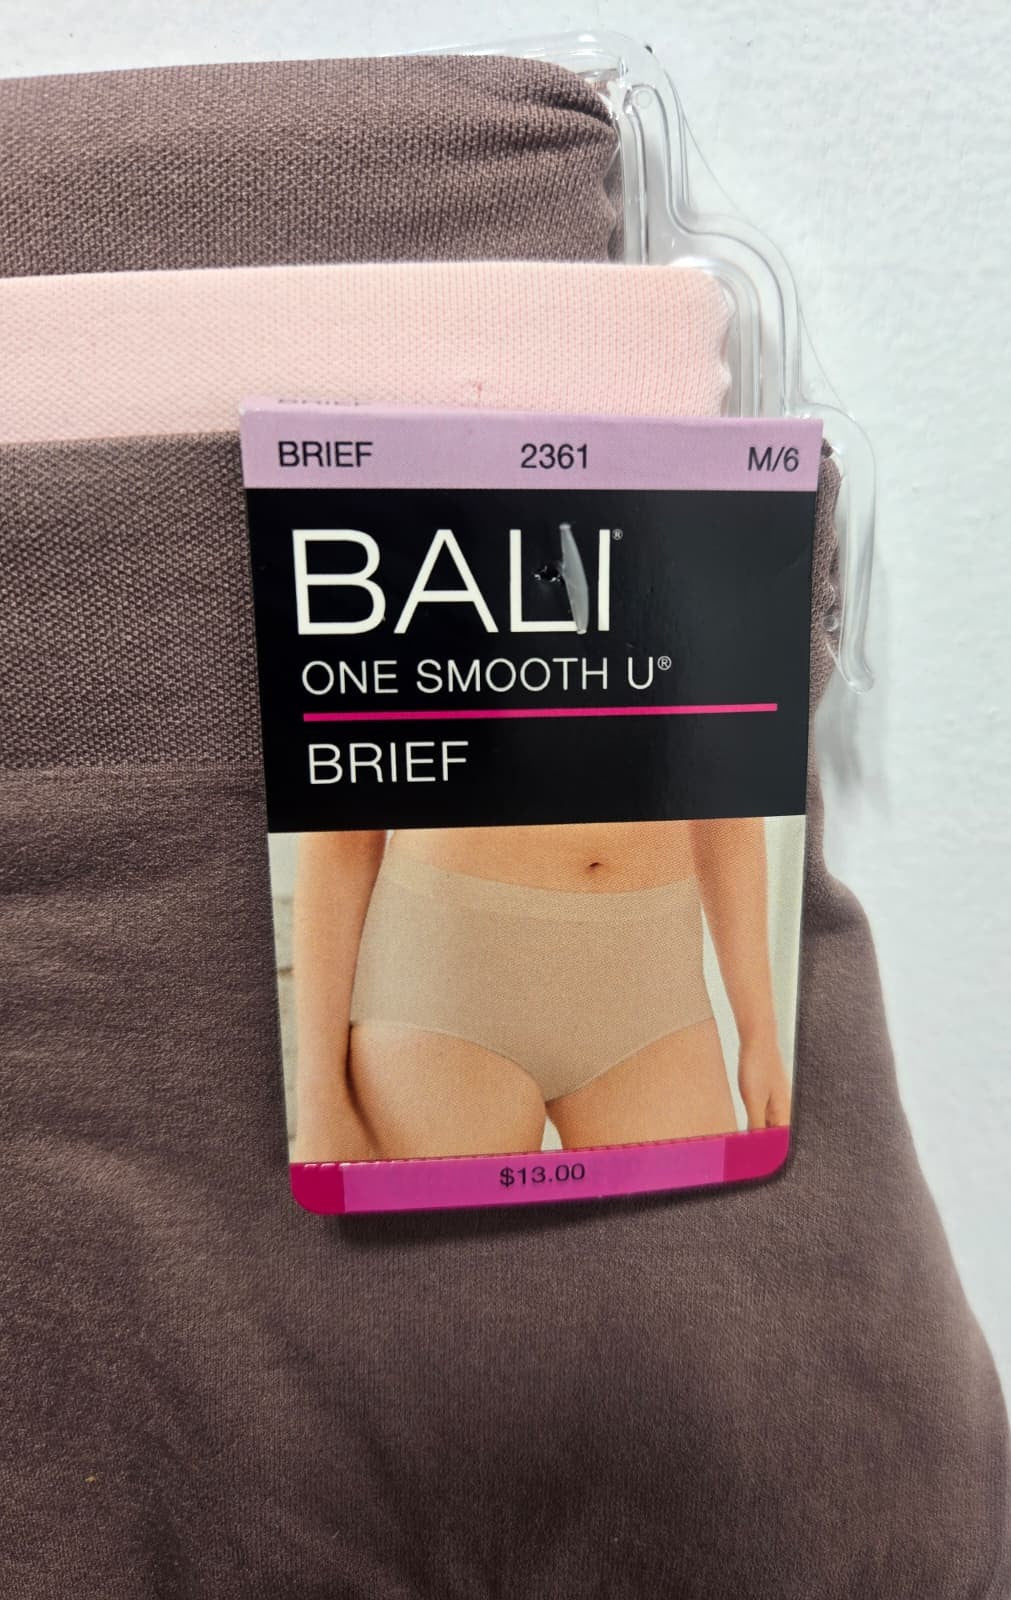 BRIEF 2361 M/6
BALI®
ONE SMOOTH U®
BRIEF
$13.00